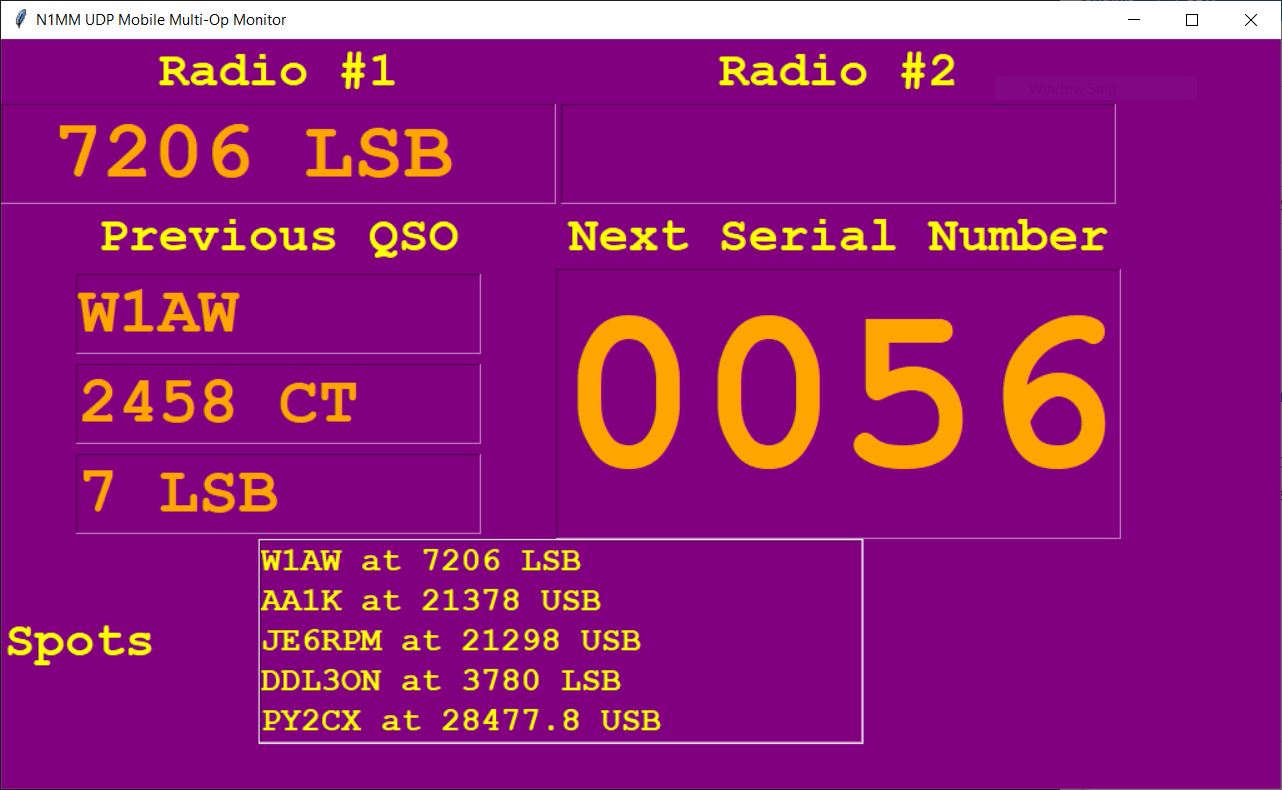 N1MM UDP Mobile Multi-Op Monitor
Radio #1
Radio #2
Window Snip
7206 LSB
Previous QSO
Next Serial Number
W1AW
2458 CT
7 LSB
0056
Spots
W1AW at 7206 LSB
AA1K at 21378 USB
JE6RPM at 21298 USB
DDL3ON at 3780 LSB
PY2CX at 28477.8 USB